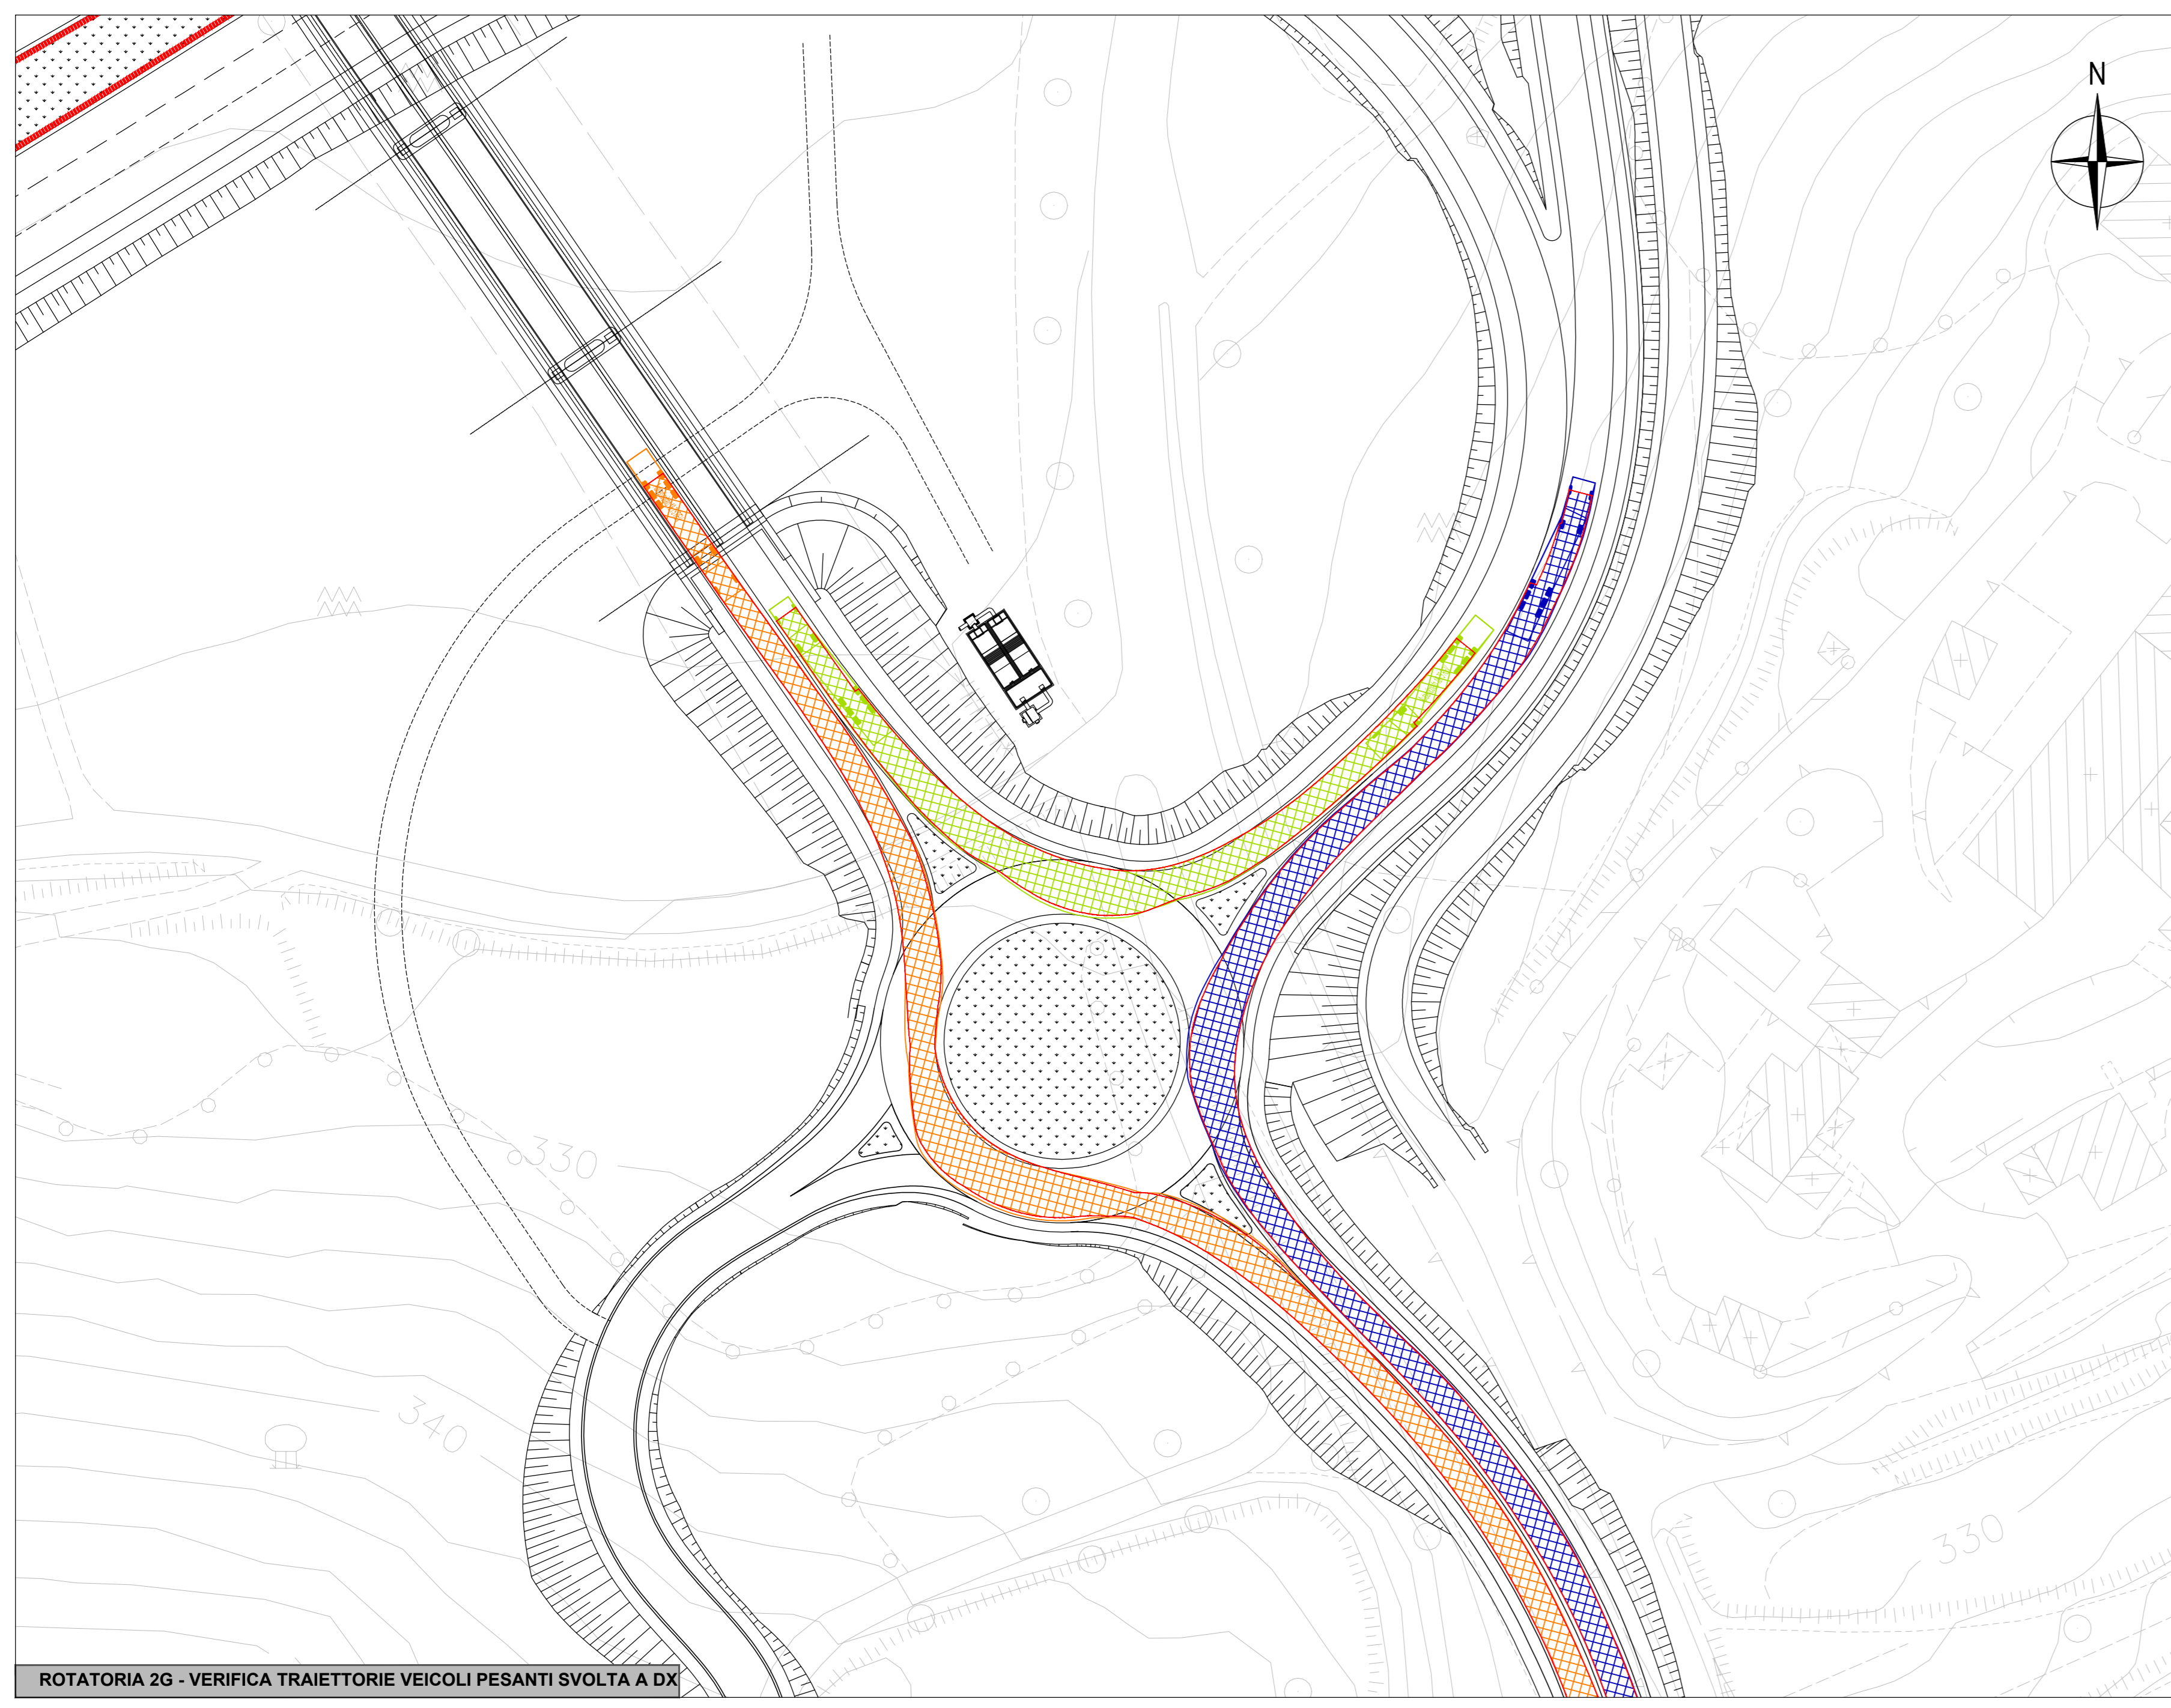 N
330
340
330
ROTATORIA 2G - VERIFICA TRAIETTORIE VEICOLI PESANTI SVOLTA A DX